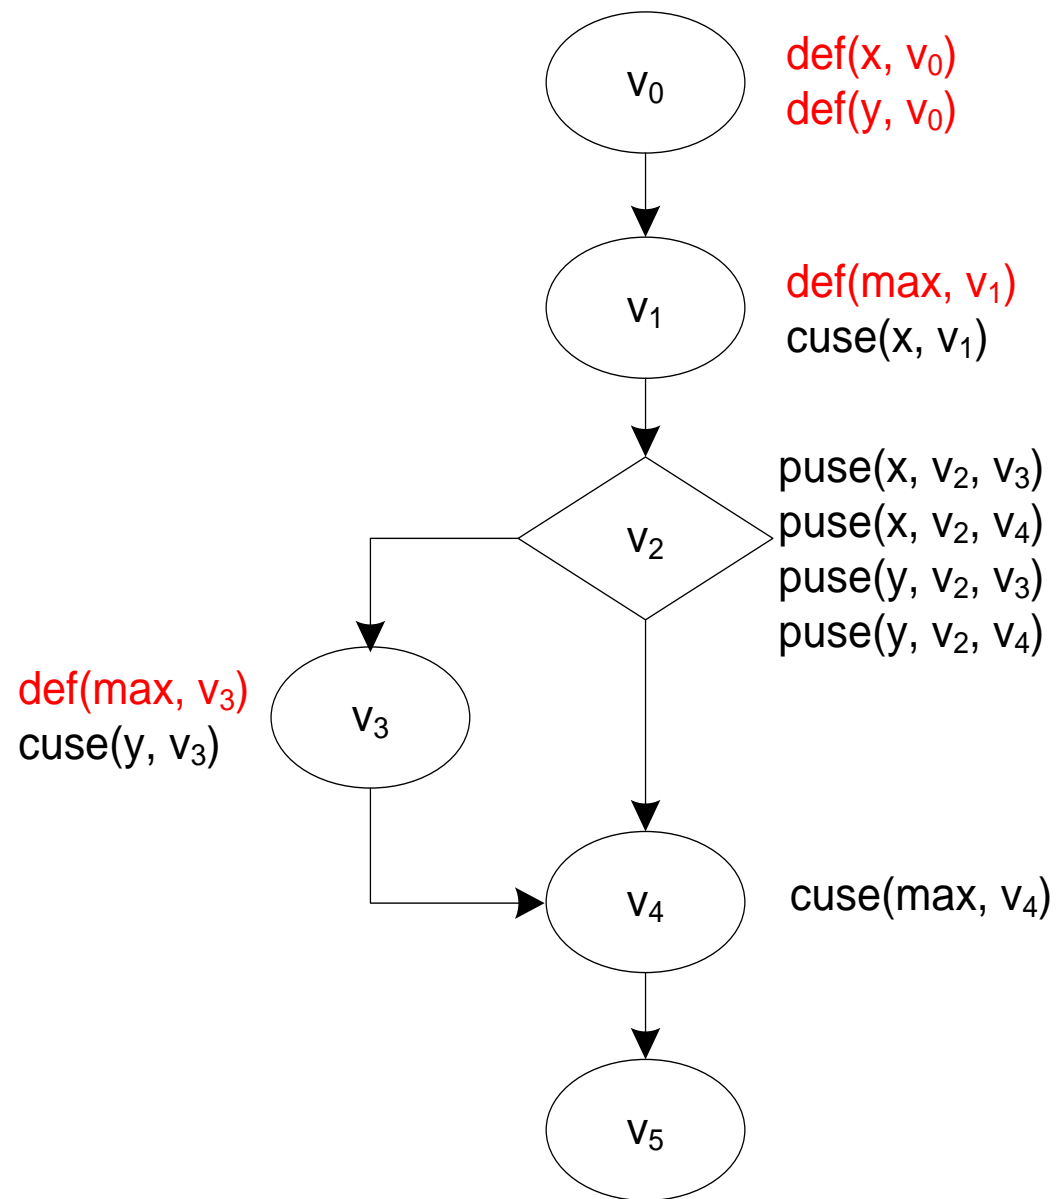 v₀
def(x, v₀)
def(y, v₀)
v₁
def(max, v₁)
cuse(x, v₁)
v₂
puse(x, v₂, v₃)
puse(x, v₂, v₄)
puse(y, v₂, v₃)
puse(y, v₂, v₄)
def(max, v₃)
cuse(y, v₃)
v₃
v₄
cuse(max, v₄)
v₅